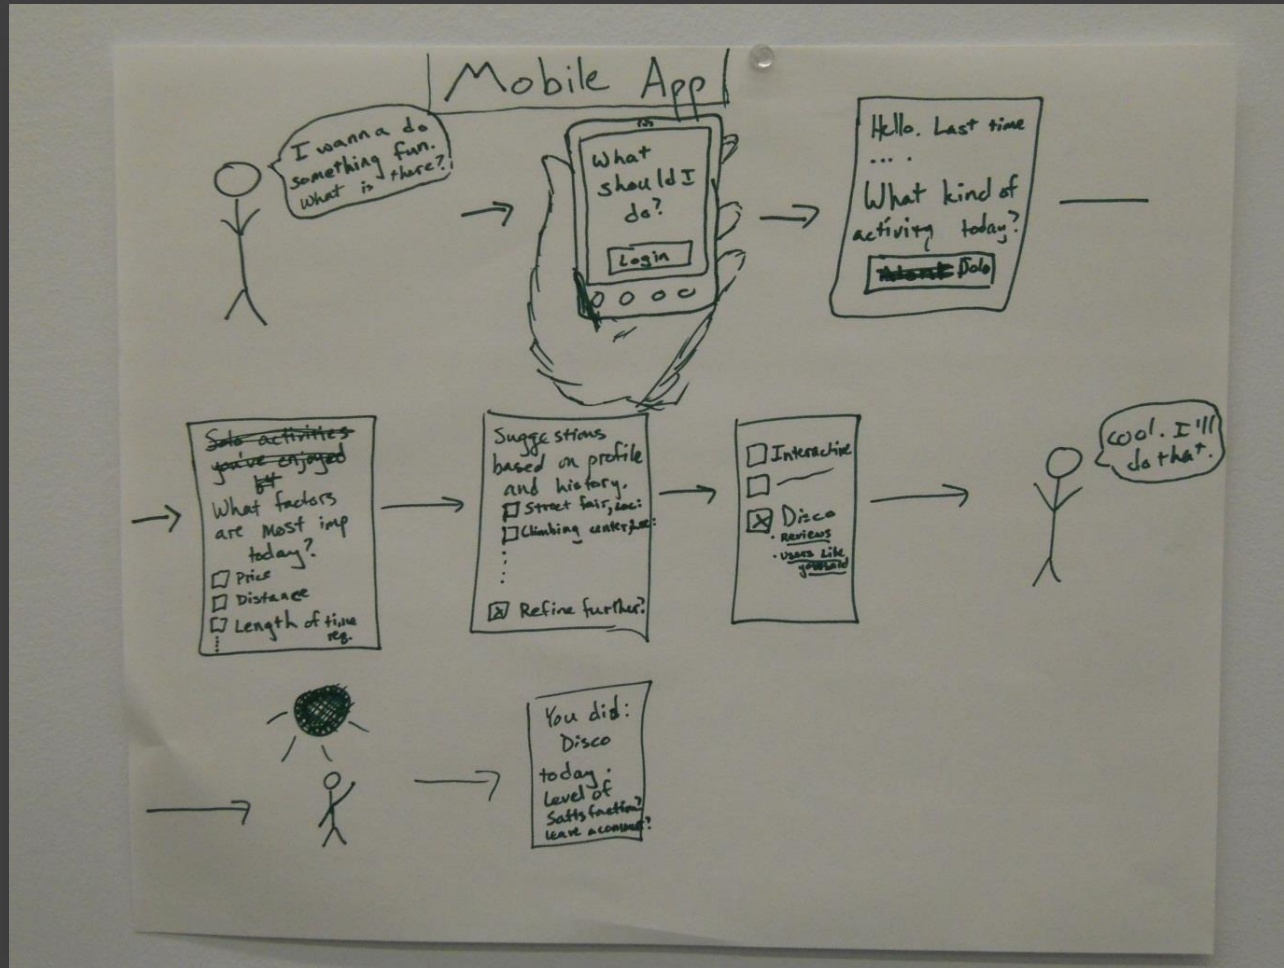 Mobile App
I wanna do
something fun.
What is there?
What
should I
do?
Login
Hello. Last time
....
What kind of
activity today?
Solo
Solo activities
you've enjoyed
What factors
are most imp
today?
Price
Distance
Length of time
req.
Suggestions
based on profile
and history.
Street fair, loc:
Climbing center, loc:
Refine further?
Interactive
Disco
• Reviews
• users like
you said
cool. I'll
do that.
You did:
Disco
today.
Level of
Satisfaction?
leave a comment?